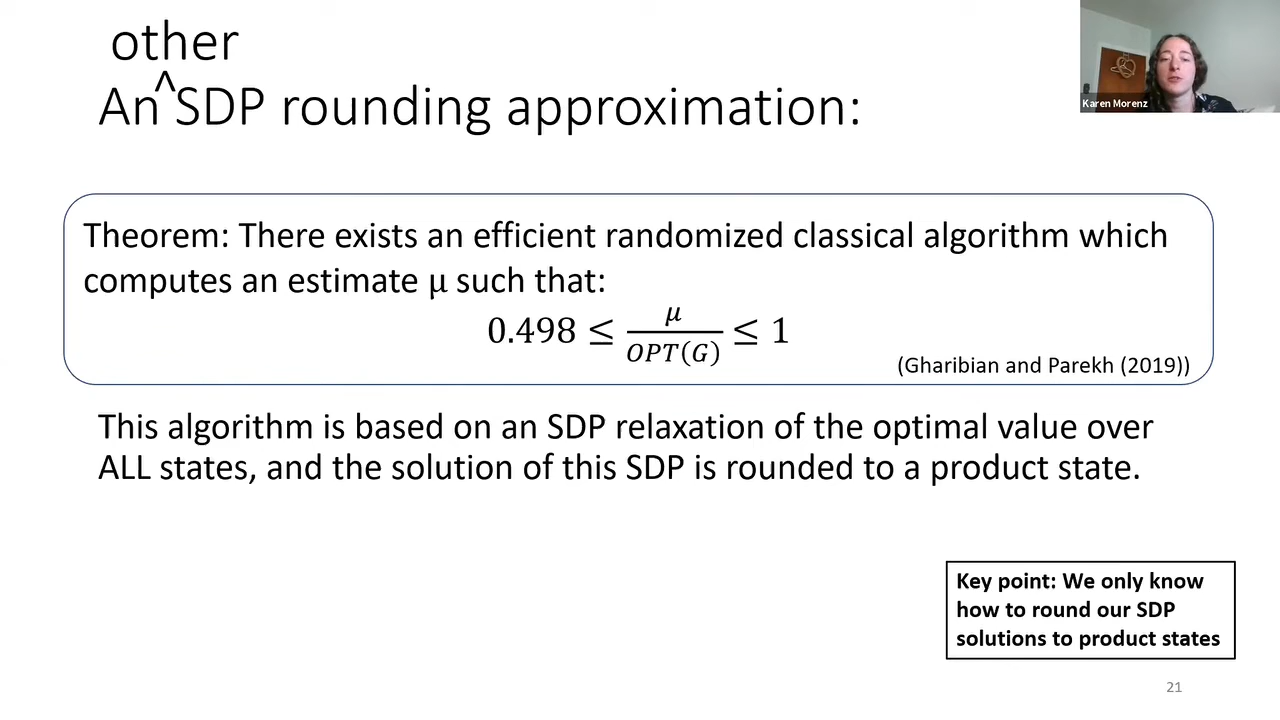 other
An^SDP rounding approximation:
Karen Morenz
Theorem: There exists an efficient randomized classical algorithm which
computes an estimate μ such that:
0.498 ≤ μ/OPT(G) ≤ 1
(Gharibian and Parekh (2019))
This algorithm is based on an SDP relaxation of the optimal value over
ALL states, and the solution of this SDP is rounded to a product state.
Key point: We only know
how to round our SDP
solutions to product states
21